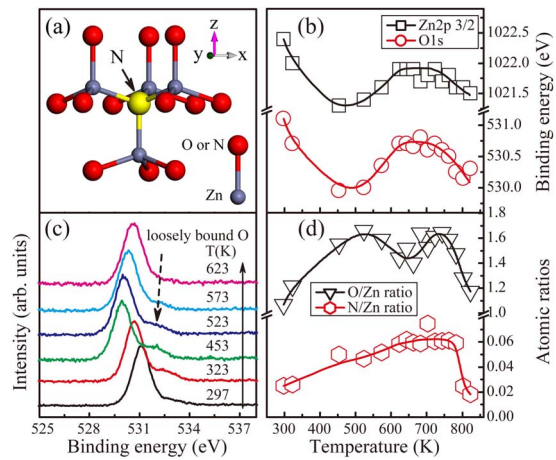 (a)
z
y
x
N
O or N
Zn
(b)
Zn2p 3/2
O1s
1022.5
1022.0
1021.5
531.0
530.5
530.0
Binding energy (eV)
(c)
loosely bound O
T(K)
623
573
523
453
323
297
Intensity (arb. units)
525 528 531 534 537
Binding energy (eV)
(d)
O/Zn ratio
N/Zn ratio
1.8
1.6
1.4
1.2
1.0
0.06
0.04
0.02
0.00
Atomic ratios
300 400 500 600 700 800
Temperature (K)